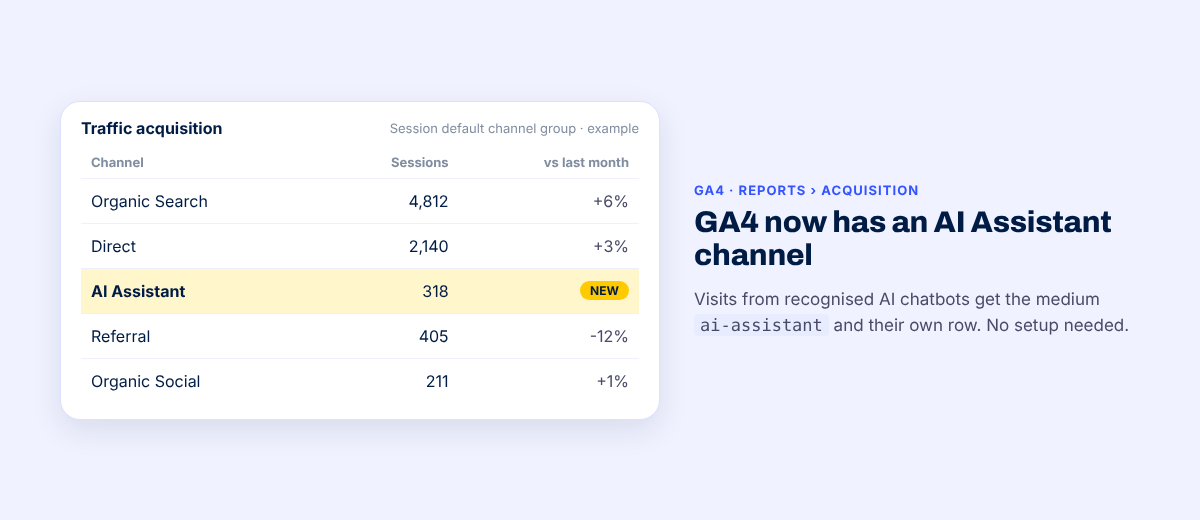 Traffic acquisition Session default channel group · example
Channel Sessions vs last month
Organic Search 4,812 +6%
Direct 2,140 +3%
AI Assistant 318 NEW
Referral 405 -12%
Organic Social 211 +1%
GA4 · REPORTS › ACQUISITION
GA4 now has an AI Assistant
channel
Visits from recognised AI chatbots get the medium
ai-assistant and their own row. No setup needed.